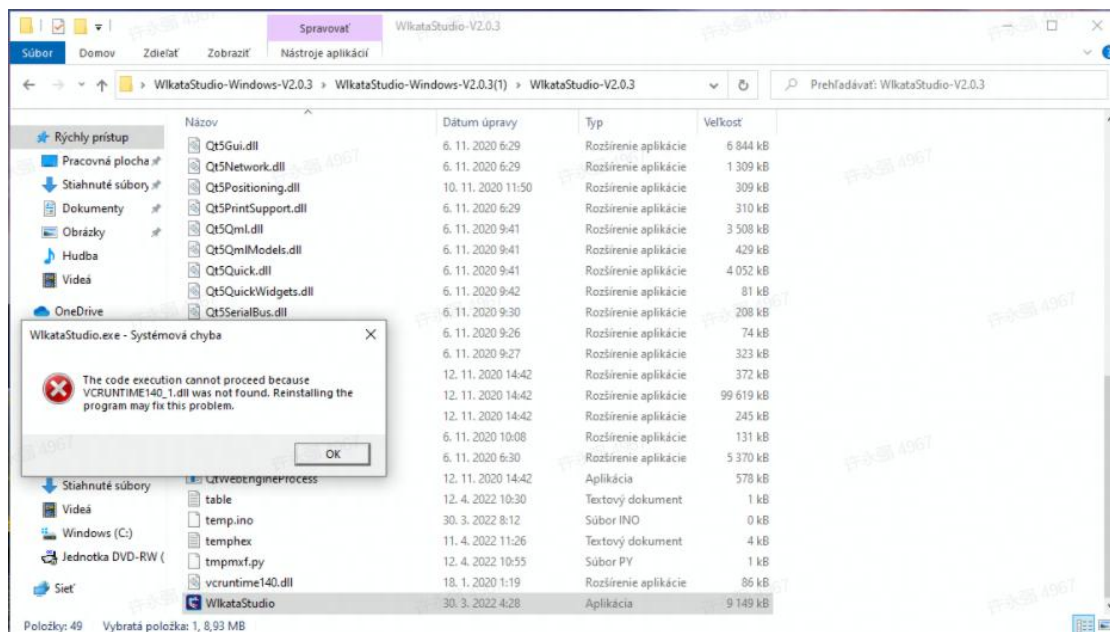 Spravovať
WlkataStudio-V2.0.3
Súbor Domov Zdieľať Zobraziť Nástroje aplikácií
WlkataStudio-Windows-V2.0.3 › WlkataStudio-Windows-V2.0.3(1) › WlkataStudio-V2.0.3
Prehľadávať: WlkataStudio-V2.0.3
Názov Dátum úpravy Typ Veľkosť
Rýchly prístup
Pracovná plocha
Stiahnuté súbory
Dokumenty
Obrázky
Hudba
Videá
OneDrive
Qt5Gui.dll 6. 11. 2020 6:29 Rozšírenie aplikácie 6 844 kB
Qt5Network.dll 6. 11. 2020 6:29 Rozšírenie aplikácie 1 309 kB
Qt5Positioning.dll 10. 11. 2020 11:50 Rozšírenie aplikácie 309 kB
Qt5PrintSupport.dll 6. 11. 2020 6:29 Rozšírenie aplikácie 310 kB
Qt5Qml.dll 6. 11. 2020 9:41 Rozšírenie aplikácie 3 508 kB
Qt5QmlModels.dll 6. 11. 2020 9:41 Rozšírenie aplikácie 429 kB
Qt5Quick.dll 6. 11. 2020 9:41 Rozšírenie aplikácie 4 052 kB
Qt5QuickWidgets.dll 6. 11. 2020 9:42 Rozšírenie aplikácie 81 kB
Qt5SerialBus.dll 6. 11. 2020 9:30 Rozšírenie aplikácie 208 kB
6. 11. 2020 9:26 Rozšírenie aplikácie 74 kB
6. 11. 2020 9:27 Rozšírenie aplikácie 323 kB
12. 11. 2020 14:42 Rozšírenie aplikácie 372 kB
12. 11. 2020 14:42 Rozšírenie aplikácie 99 619 kB
12. 11. 2020 14:42 Rozšírenie aplikácie 245 kB
6. 11. 2020 10:08 Rozšírenie aplikácie 131 kB
6. 11. 2020 6:30 Rozšírenie aplikácie 5 370 kB
QtWebEngineProcess 12. 11. 2020 14:42 Aplikácia 578 kB
table 12. 4. 2022 10:30 Textový dokument 1 kB
temp.ino 30. 3. 2022 8:12 Súbor INO 0 kB
temphex 11. 4. 2022 11:26 Textový dokument 4 kB
tmpmxf.py 12. 4. 2022 10:55 Súbor PY 1 kB
vcruntime140.dll 18. 1. 2020 1:19 Rozšírenie aplikácie 86 kB
WlkataStudio 30. 3. 2022 4:28 Aplikácia 9 149 kB
WlkataStudio.exe - Systémová chyba
The code execution cannot proceed because
VCRUNTIME140_1.dll was not found. Reinstalling the
program may fix this problem.
OK
Stiahnuté súbory
Videá
Windows (C:)
Jednotka DVD-RW (
Sieť
Položky: 49 Vybratá položka: 1, 8,93 MB